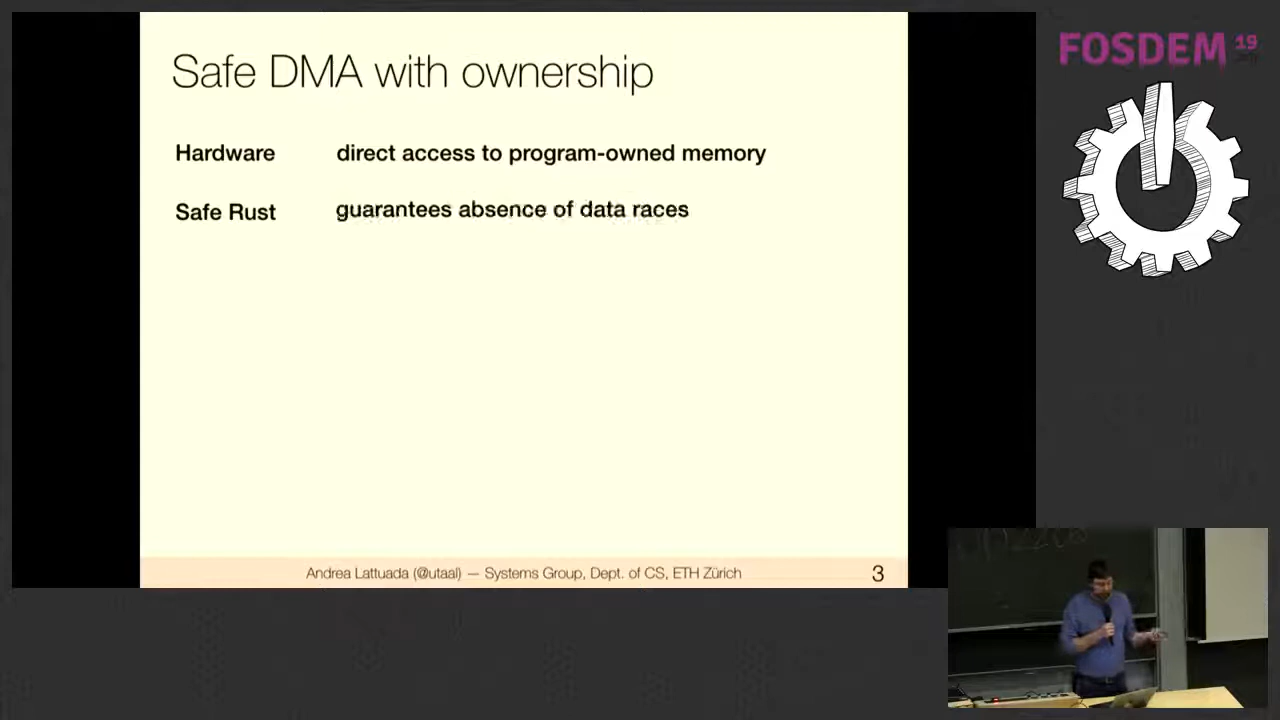 Safe DMA with ownership
Hardware direct access to program-owned memory
Safe Rust guarantees absence of data races
Andrea Lattuada (@utaal) — Systems Group, Dept. of CS, ETH Zürich 3
FOSDEM 19